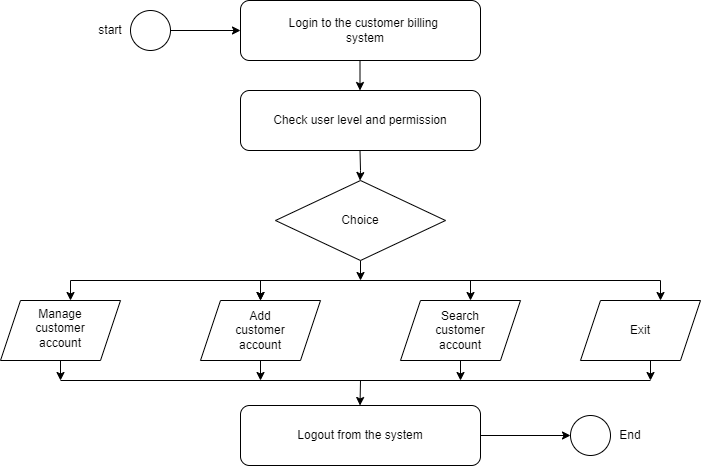 start
Login to the customer billing
system
Check user level and permission
Choice
Manage
customer
account
Add
customer
account
Search
customer
account
Exit
Logout from the system
End